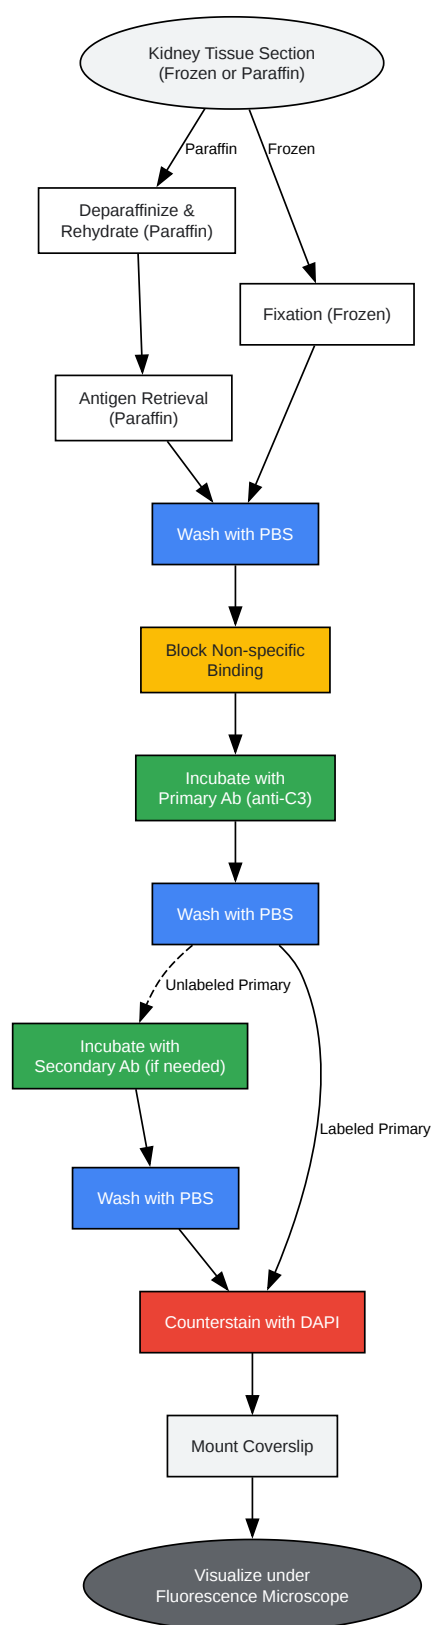 Kidney Tissue Section
(Frozen or Paraffin)
Paraffin
Frozen
Deparaffinize &
Rehydrate (Paraffin)
Fixation (Frozen)
Antigen Retrieval
(Paraffin)
Wash with PBS
Block Non-specific
Binding
Incubate with
Primary Ab (anti-C3)
Wash with PBS
Unlabeled Primary
Incubate with
Secondary Ab (if needed)
Labeled Primary
Wash with PBS
Counterstain with DAPI
Mount Coverslip
Visualize under
Fluorescence Microscope